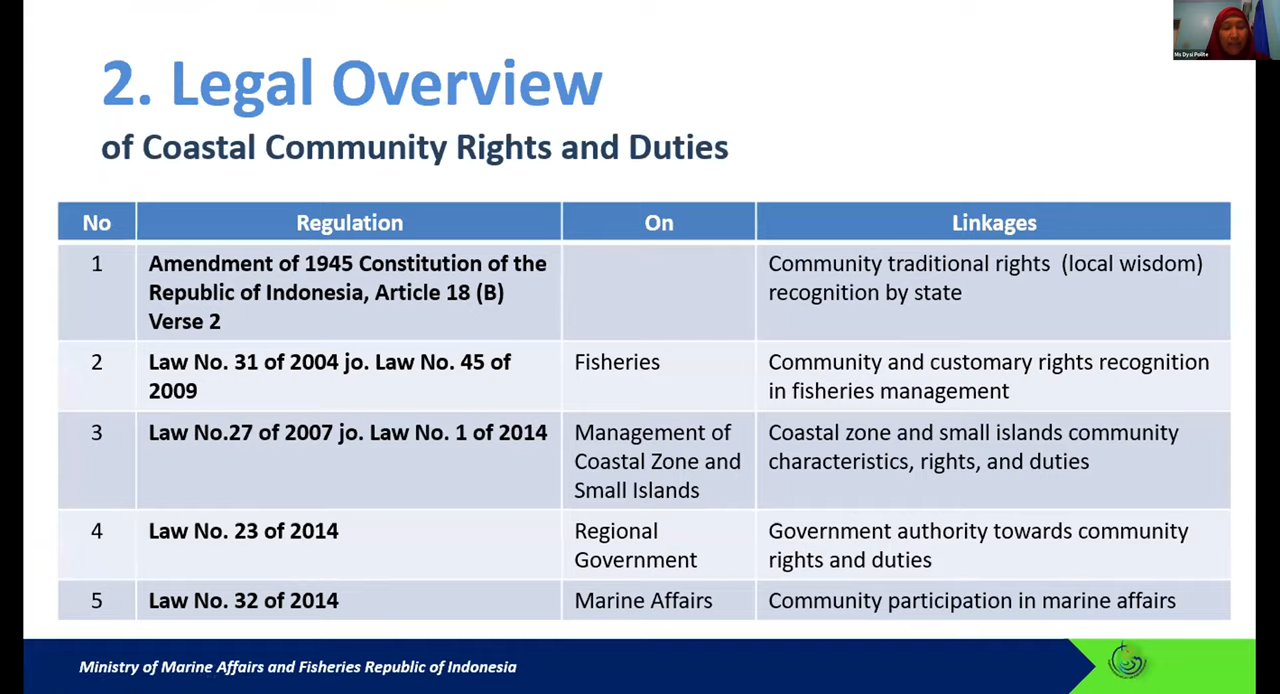 Ms Dysi Polite
2. Legal Overview
of Coastal Community Rights and Duties
No Regulation On Linkages
1 Amendment of 1945 Constitution of the Community traditional rights (local wisdom)
Republic of Indonesia, Article 18 (B) recognition by state
Verse 2
2 Law No. 31 of 2004 jo. Law No. 45 of Fisheries Community and customary rights recognition
2009 in fisheries management
3 Law No.27 of 2007 jo. Law No. 1 of 2014 Management of Coastal zone and small islands community
Coastal Zone and characteristics, rights, and duties
Small Islands
4 Law No. 23 of 2014 Regional Government authority towards community
Government rights and duties
5 Law No. 32 of 2014 Marine Affairs Community participation in marine affairs
Ministry of Marine Affairs and Fisheries Republic of Indonesia